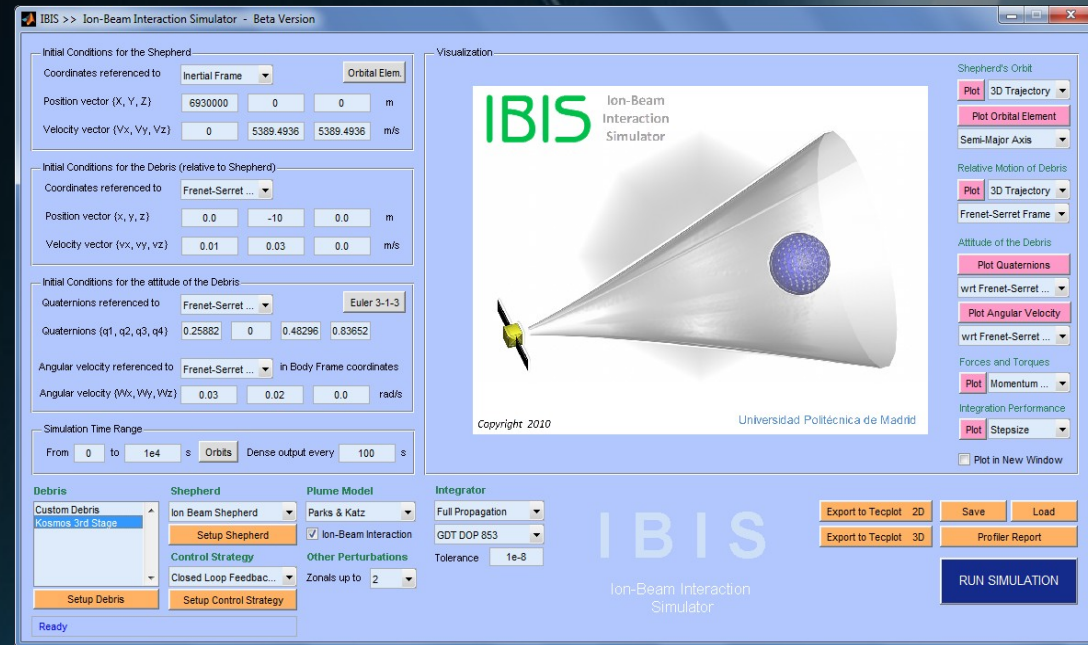 IBIS >> Ion-Beam Interaction Simulator - Beta Version
Initial Conditions for the Shepherd
Coordinates referenced to Inertial Frame Orbital Elem.
Position vector {X, Y, Z} 6930000 0 0 m
Velocity vector {Vx, Vy, Vz} 0 5389.4936 5389.4936 m/s
Initial Conditions for the Debris (relative to Shepherd)
Coordinates referenced to Frenet-Serret ...
Position vector {x, y, z} 0.0 -10 0.0 m
Velocity vector {vx, vy, vz} 0.01 0.03 0.0 m/s
Initial Conditions for the attitude of the Debris
Quaternions referenced to Frenet-Serret ... Euler 3-1-3
Quaternions {q1, q2, q3, q4} 0.25882 0 0.48296 0.83652
Angular velocity referenced to Frenet-Serret ... in Body Frame coordinates
Angular velocity {Wx, Wy, Wz} 0.03 0.02 0.0 rad/s
Simulation Time Range
From 0 to 1e4 s Orbits Dense output every 100 s
Visualization
IBIS
Ion-Beam
Interaction
Simulator
Copyright 2010
Universidad Politécnica de Madrid
Shepherd's Orbit
Plot 3D Trajectory
Plot Orbital Element
Semi-Major Axis
Relative Motion of Debris
Plot 3D Trajectory
Frenet-Serret Frame
Attitude of the Debris
Plot Quaternions
wrt Frenet-Serret ...
Plot Angular Velocity
wrt Frenet-Serret ...
Forces and Torques
Plot Momentum ...
Integration Performance
Plot Stepsize
Plot in New Window
Debris
Custom Debris
Kosmos 3rd Stage
Setup Debris
Shepherd
Ion Beam Shepherd
Setup Shepherd
Control Strategy
Closed Loop Feedbac...
Setup Control Strategy
Plume Model
Parks & Katz
Ion-Beam Interaction
Other Perturbations
Zonals up to 2
Integrator
Full Propagation
GDT DOP 853
Tolerance 1e-8
IBIS
Ion-Beam Interaction
Simulator
Export to Tecplot 2D
Export to Tecplot 3D
Save Load
Profiler Report
RUN SIMULATION
Ready